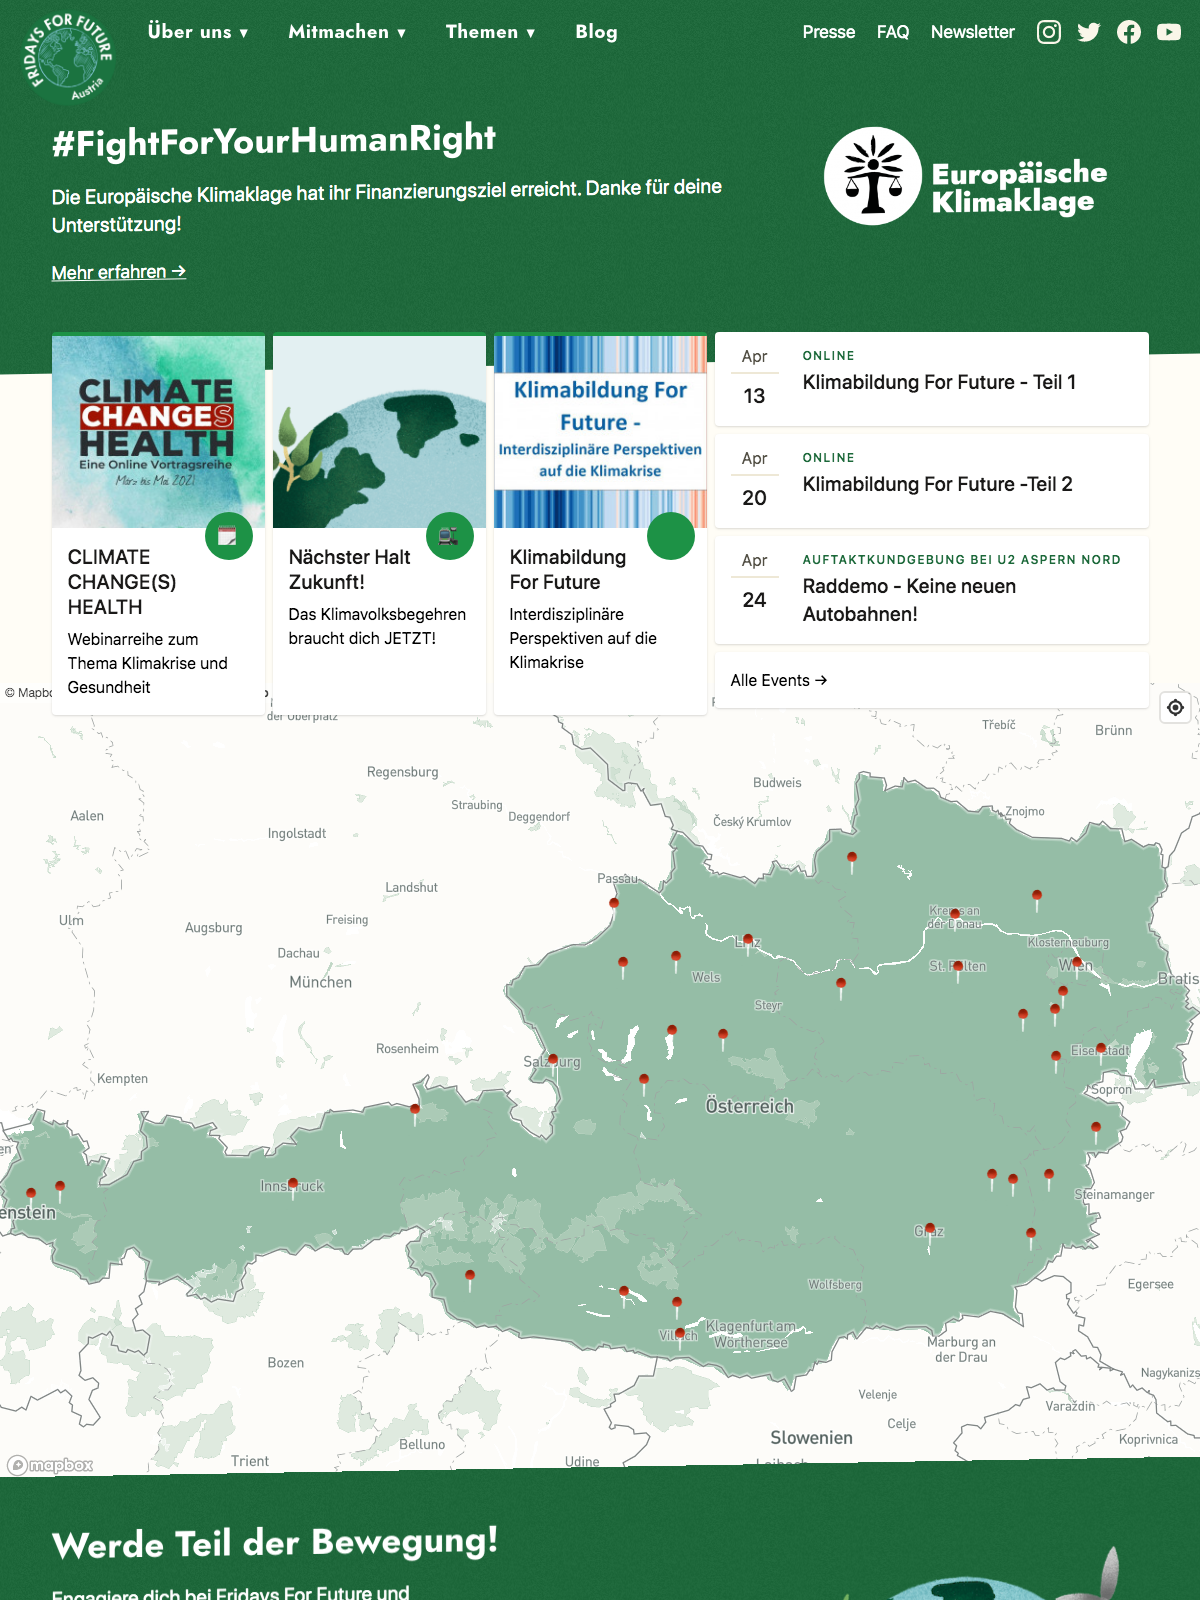 FRIDAYS FOR FUTURE
Austria
Über uns ▾
Mitmachen ▾
Themen ▾
Blog
Presse
FAQ
Newsletter
#FightForYourHumanRight
Die Europäische Klimaklage hat ihr Finanzierungsziel erreicht. Danke für deine
Unterstützung!
Mehr erfahren →
Europäische
Klimaklage
CLIMATE
CHANGES
HEALTH
Eine Online Vortragsreihe
März bis Mai 2021
CLIMATE
CHANGE(S)
HEALTH
Webinarreihe zum
Thema Klimakrise und
Gesundheit
Nächster Halt
Zukunft!
Das Klimavolksbegehren
braucht dich JETZT!
Klimabildung For
Future -
Interdisziplinäre Perspektiven
auf die Klimakrise
Klimabildung
For Future
Interdisziplinäre
Perspektiven auf die
Klimakrise
Apr
13
ONLINE
Klimabildung For Future - Teil 1
Apr
20
ONLINE
Klimabildung For Future -Teil 2
Apr
24
AUFTAKTKUNDGEBUNG BEI U2 ASPERN NORD
Raddemo - Keine neuen
Autobahnen!
Alle Events →
© Mapbo
der Oberpfalz
Třebíč
Brünn
Regensburg
Budweis
Straubing
Deggendorf
Aalen
Znojmo
Český Krumlov
Ingolstadt
Passau
Landshut
Krems an
der Donau
Ulm
Freising
Augsburg
Linz
Klosterneuburg
Dachau
St. Pölten
Wien
München
Wels
Bratis
Steyr
Rosenheim
Eisenstadt
Salzburg
Kempten
Sopron
Österreich
Innsbruck
Steinamanger
enstein
Graz
Wolfsberg
Egersee
Villach
Klagenfurt am
Wörthersee
Marburg an
der Drau
Bozen
Nagykanizs
Velenje
Varaždin
Celje
Slowenien
Koprivnica
Belluno
Trient
Udine
Laibach
mapbox
Werde Teil der Bewegung!
Engagiere dich bei Fridays For Future und